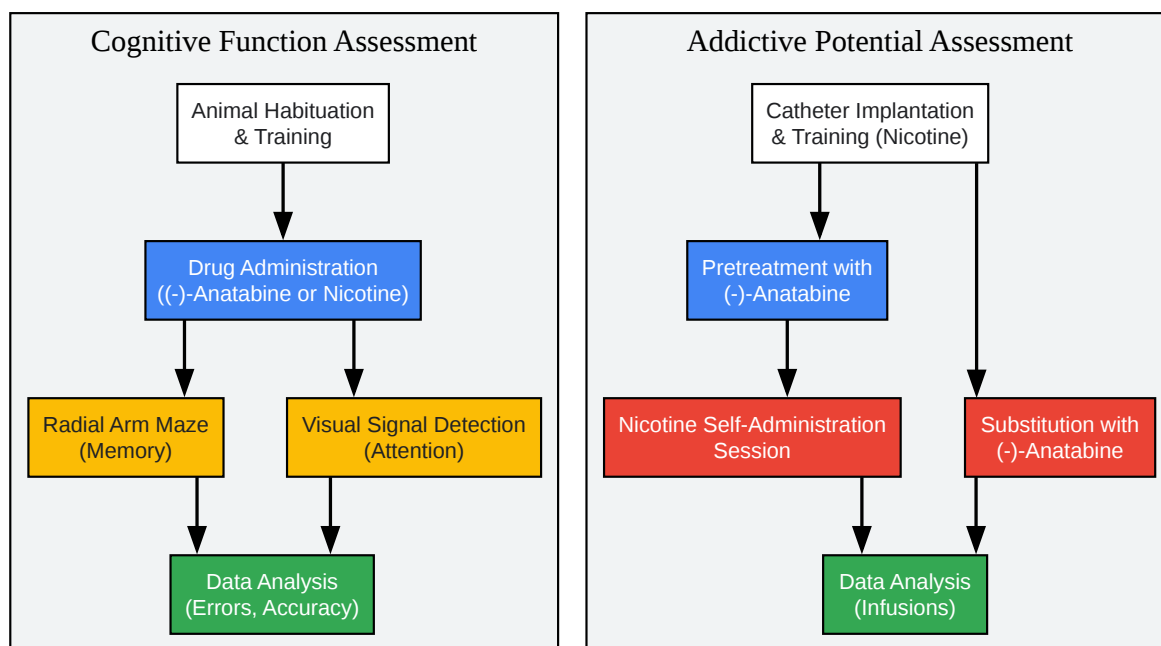 Cognitive Function Assessment
Animal Habituation
& Training
Drug Administration
((-)-Anatabine or Nicotine)
Radial Arm Maze
(Memory)
Visual Signal Detection
(Attention)
Data Analysis
(Errors, Accuracy)
Addictive Potential Assessment
Catheter Implantation
& Training (Nicotine)
Pretreatment with
(-)-Anatabine
Nicotine Self-Administration
Session
Substitution with
(-)-Anatabine
Data Analysis
(Infusions)